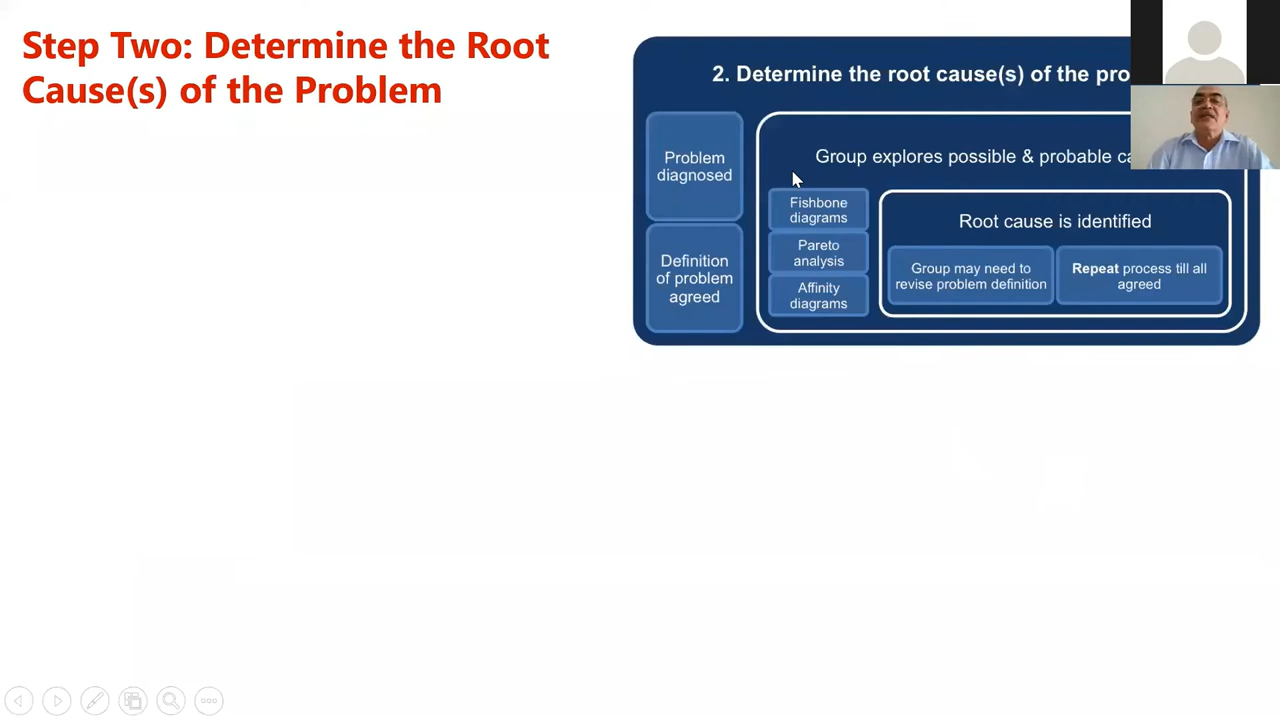 Step Two: Determine the Root
Cause(s) of the Problem
2. Determine the root cause(s) of the
Problem
diagnosed
Definition
of problem
agreed
Group explores possible & probable
Fishbone
diagrams
Pareto
analysis
Affinity
diagrams
Root cause is identified
Group may need to
revise problem definition
Repeat process till all
agreed